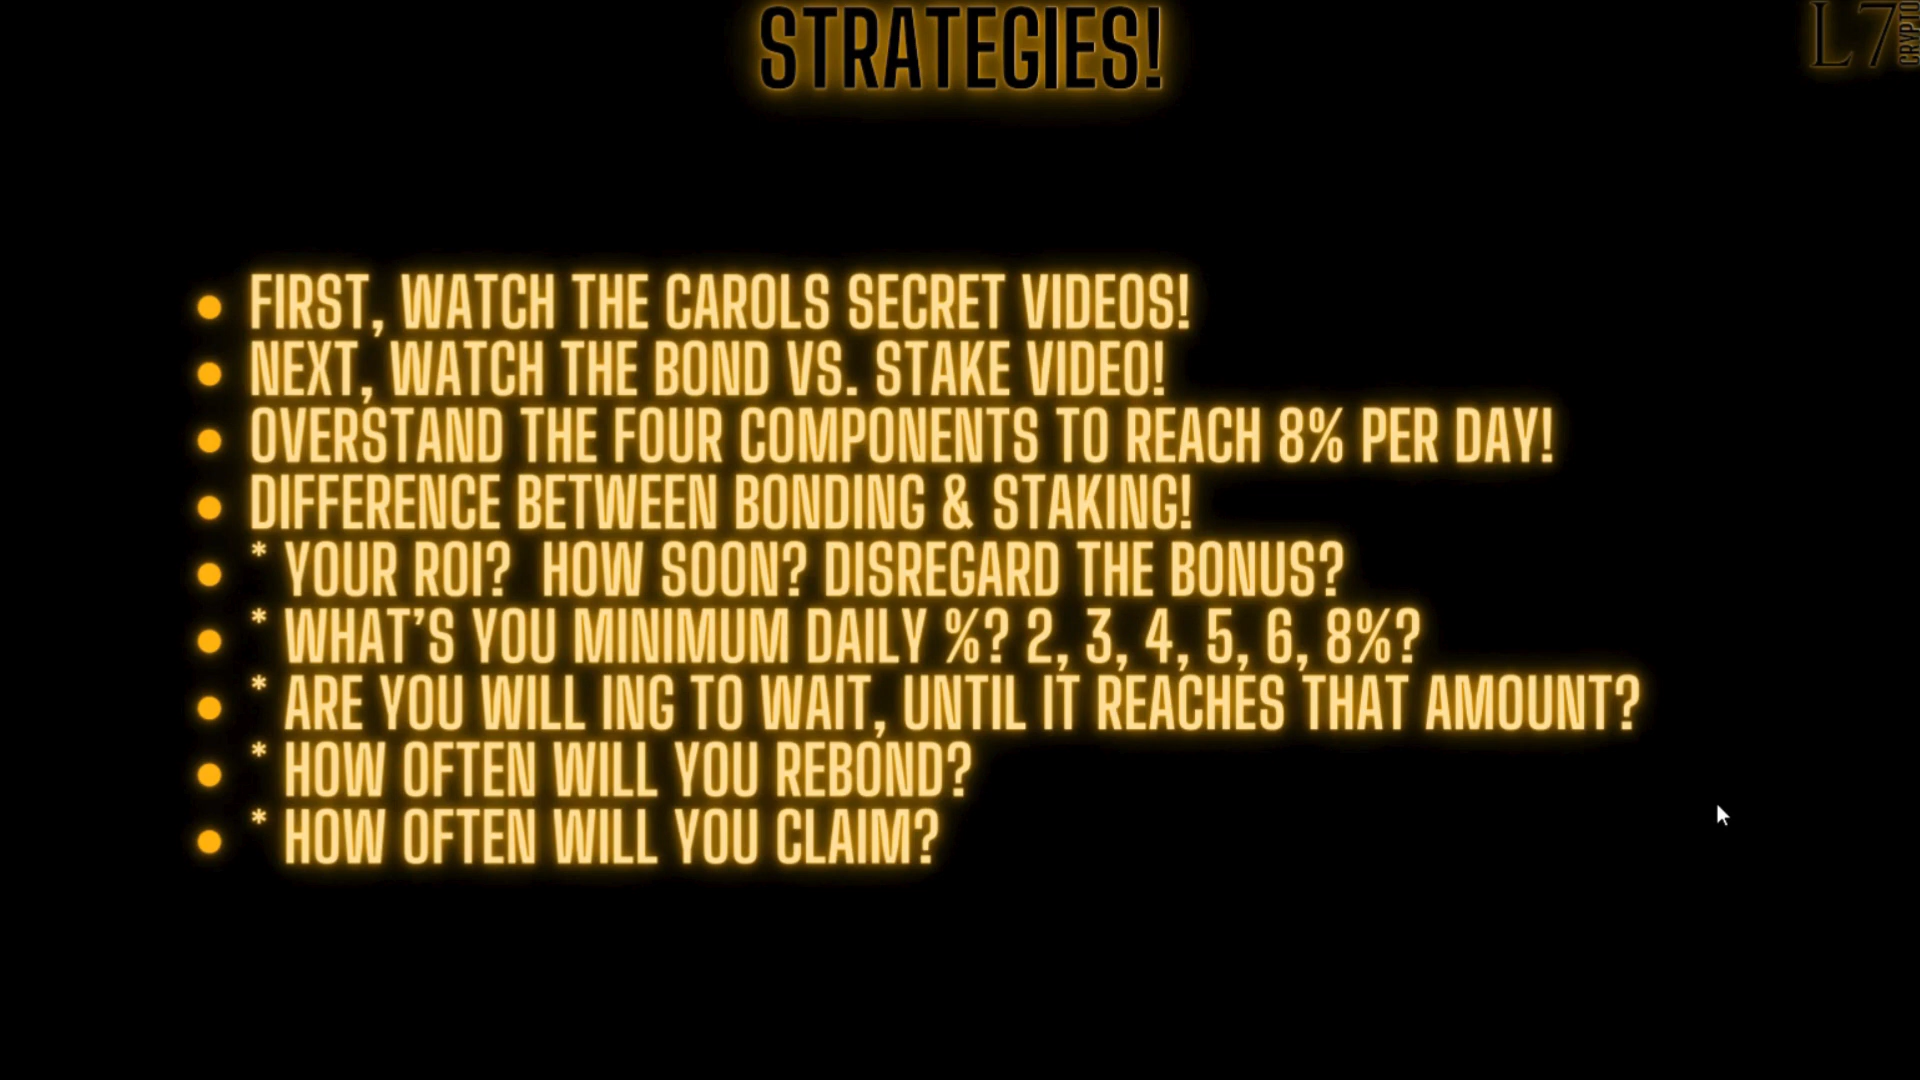 STRATEGIES!
L7
CRYPTO
FIRST, WATCH THE CAROLS SECRET VIDEOS!
NEXT, WATCH THE BOND VS. STAKE VIDEO!
OVERSTAND THE FOUR COMPONENTS TO REACH 8% PER DAY!
DIFFERENCE BETWEEN BONDING & STAKING!
* YOUR ROI?  HOW SOON? DISREGARD THE BONUS?
* WHAT'S YOU MINIMUM DAILY %? 2, 3, 4, 5, 6, 8%?
* ARE YOU WILL ING TO WAIT, UNTIL IT REACHES THAT AMOUNT?
* HOW OFTEN WILL YOU REBOND?
* HOW OFTEN WILL YOU CLAIM?